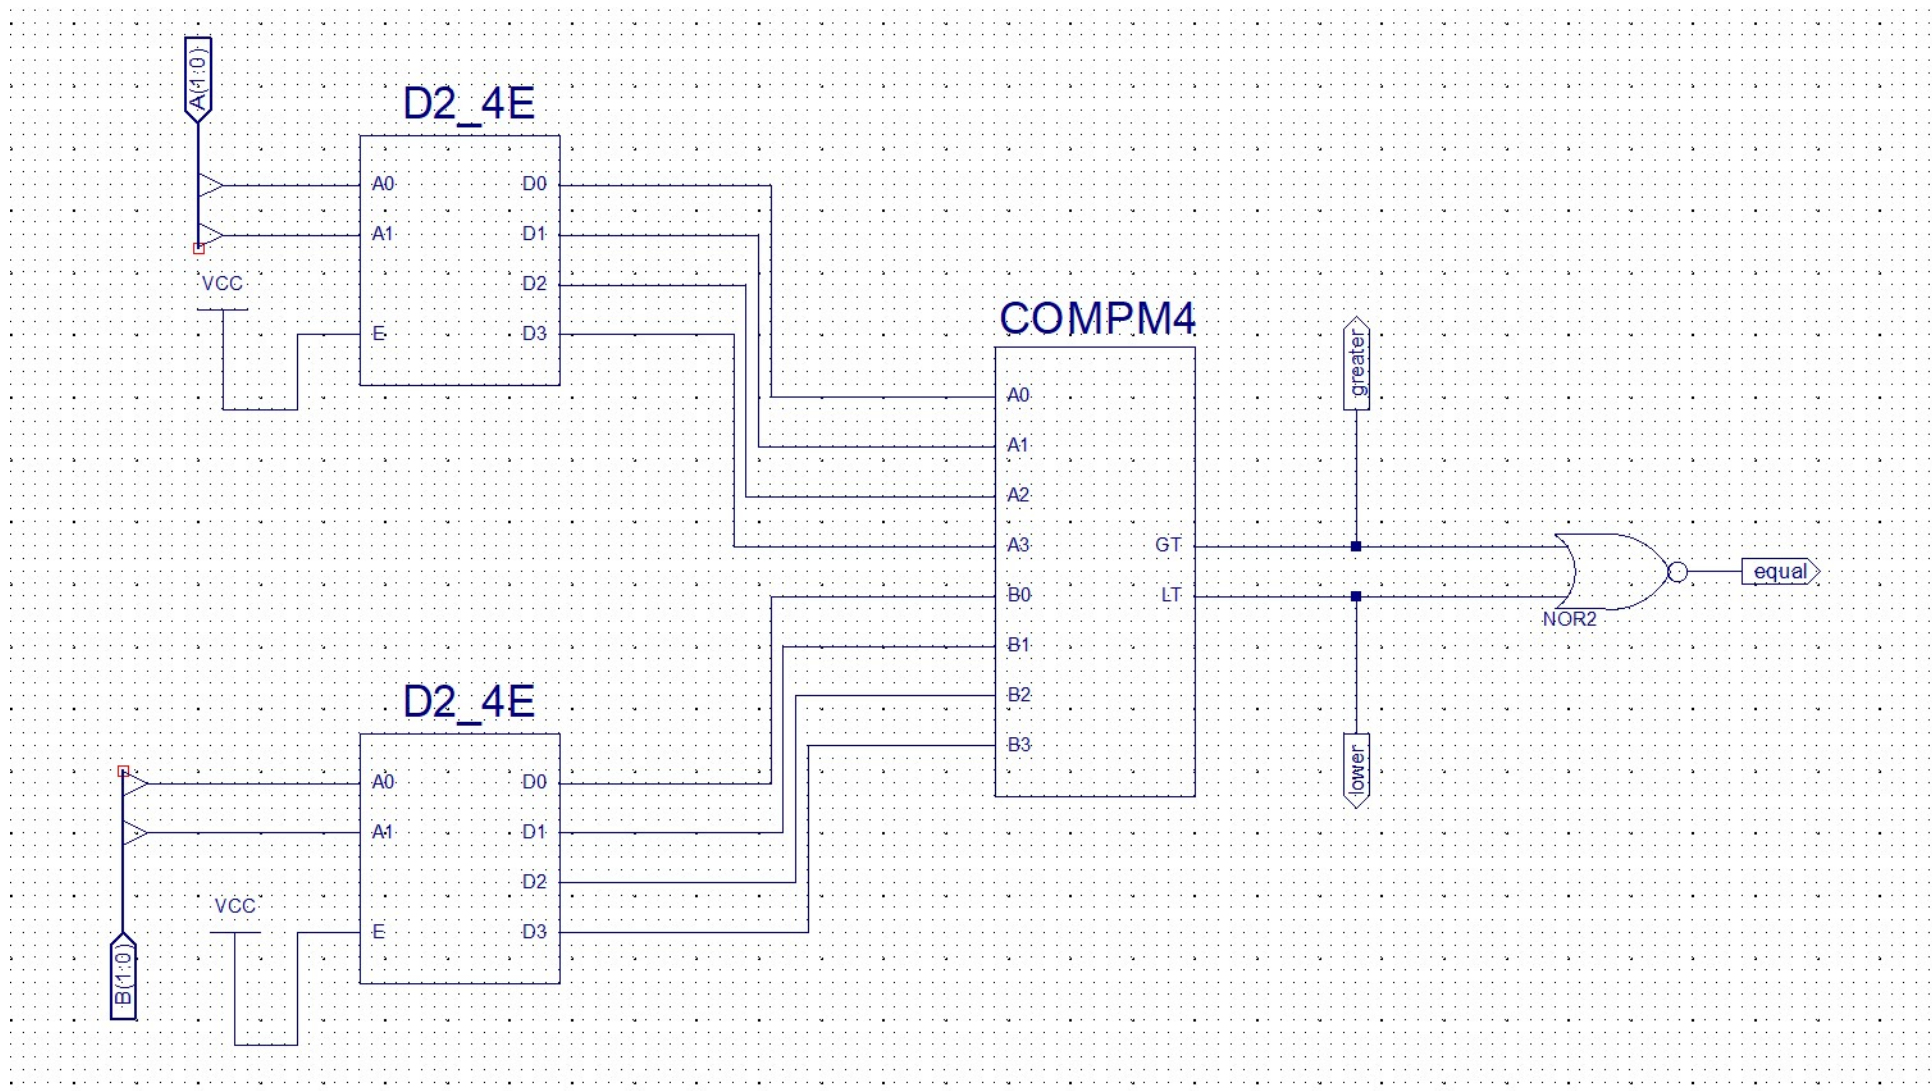 A(1:0)
D2_4E
A0
A1
E
D0
D1
D2
D3
VCC
COMPM4
A0
A1
A2
A3
B0
B1
B2
B3
GT
LT
greater
lower
NOR2
equal
D2_4E
A0
A1
E
D0
D1
D2
D3
VCC
B(1:0)